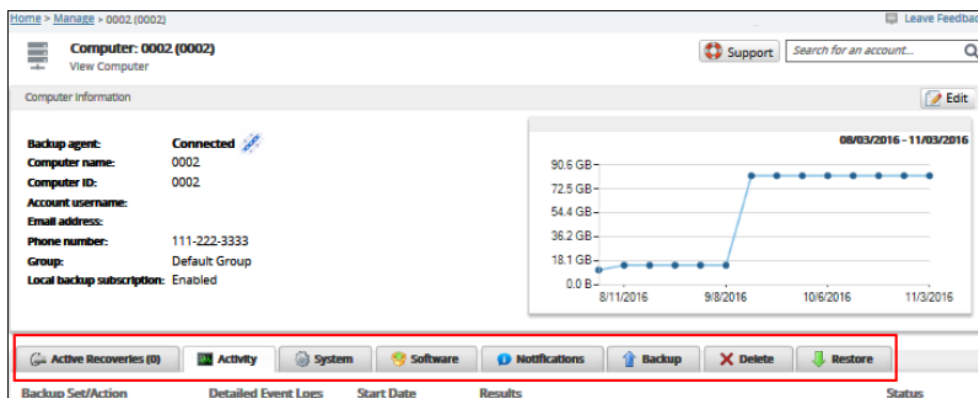 Home > Manage > 0002 (0002)
Leave Feedbac
Computer: 0002 (0002)
View Computer
Support
Search for an account...
Computer Information
Edit
Backup agent: Connected
Computer name: 0002
Computer ID: 0002
Account username:
Email address:
Phone number: 111-222-3333
Group: Default Group
Local backup subscription: Enabled
08/03/2016 - 11/03/2016
90.6 GB
72.5 GB
54.4 GB
36.2 GB
18.1 GB
0.0 B
8/11/2016 9/8/2016 10/6/2016 11/3/2016
Active Recoveries (0) Activity System Software Notifications Backup Delete Restore
Backup Set/Action Detailed Event Logs Start Date Results Status